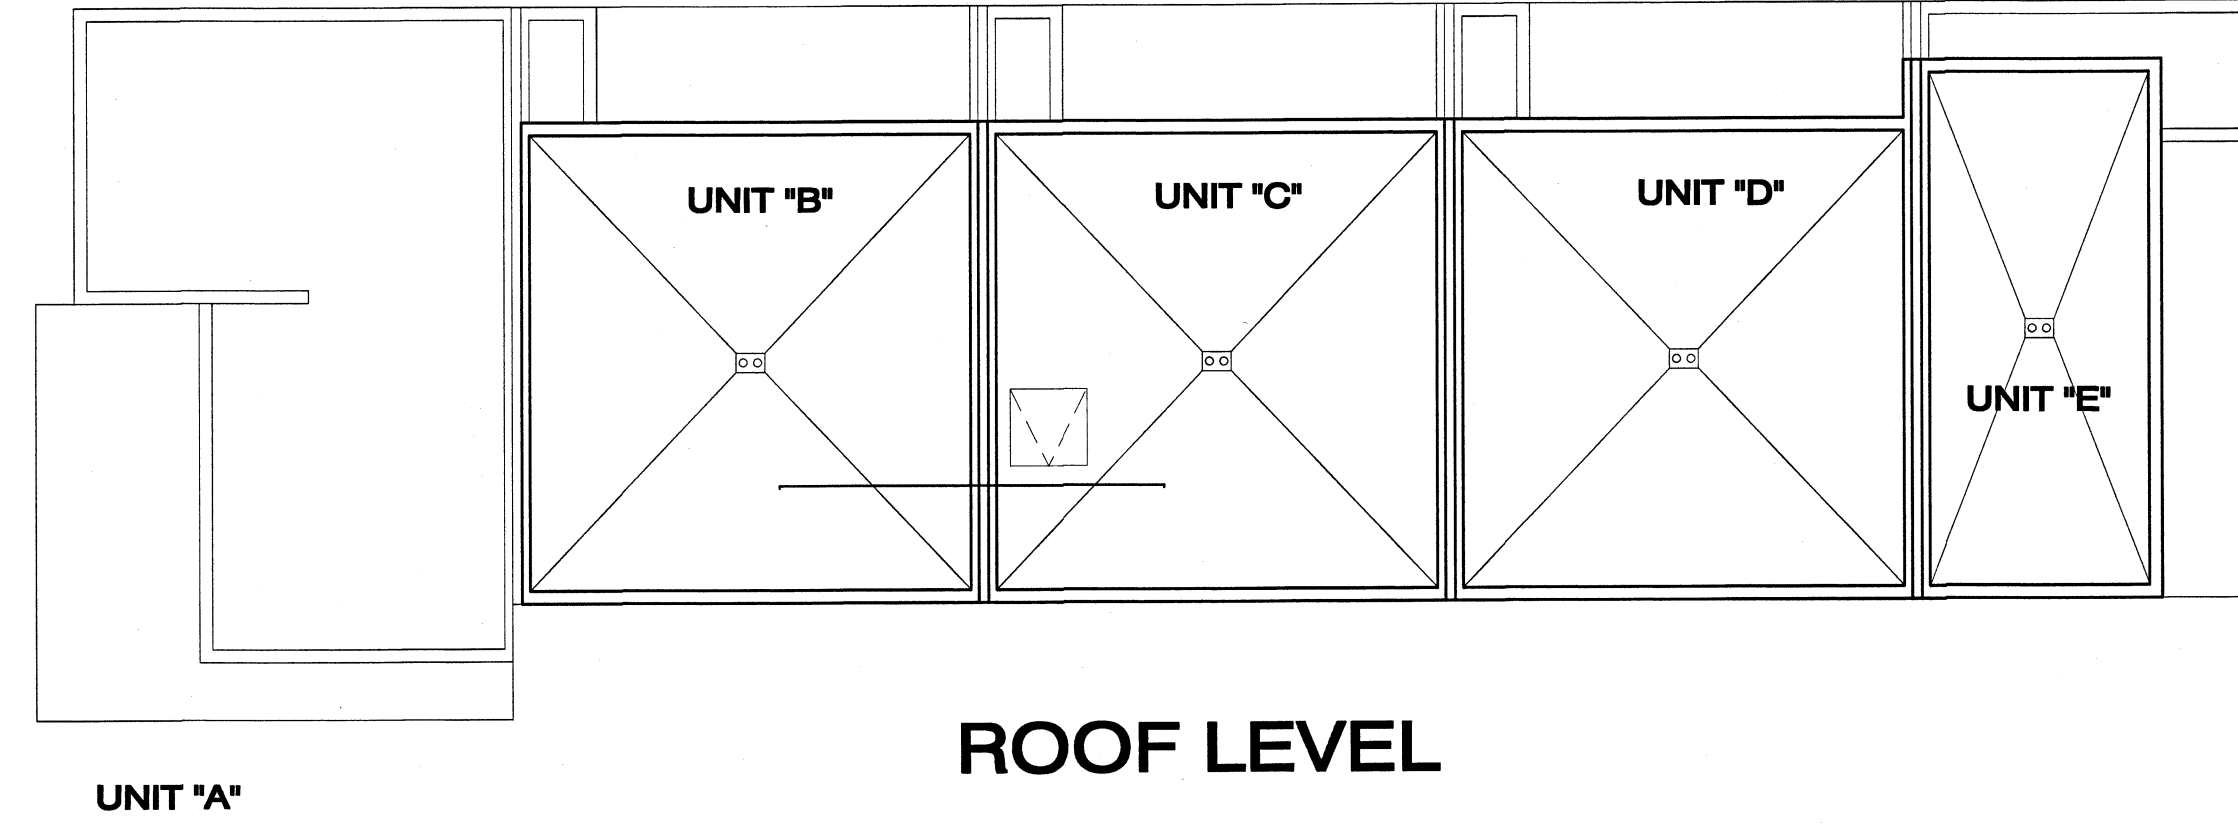 UNIT "B"
UNIT "C"
UNIT "D"
UNIT "E"
ROOF LEVEL
UNIT "A"